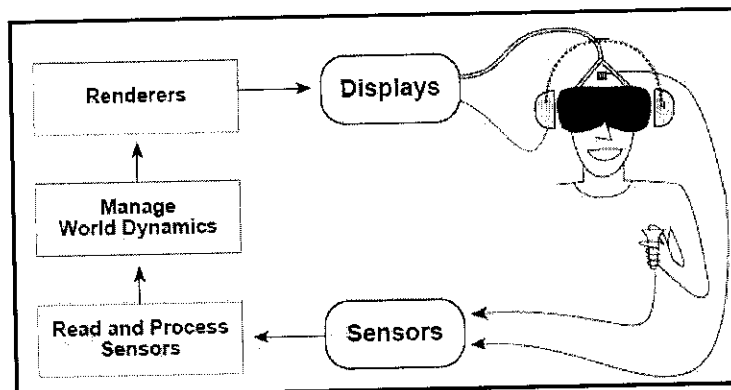 Renderers
Displays
Manage
World Dynamics
Read and Process
Sensors
Sensors